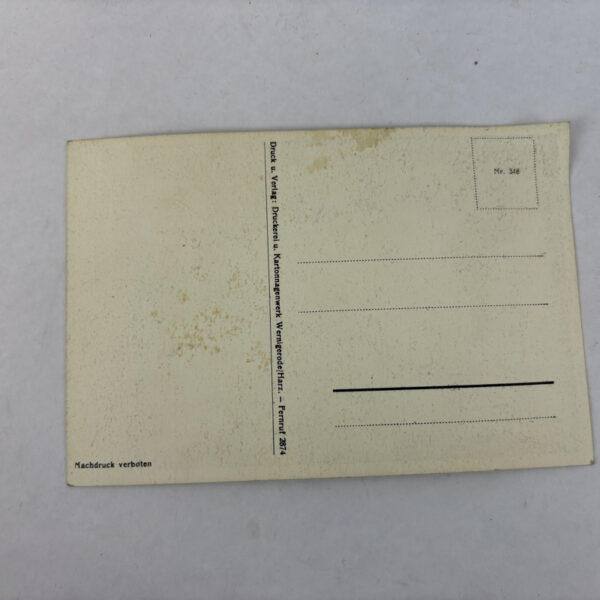 Nr. 318
Druck u. Verlag: Druckerei u. Kartonnagenwerk Wernigerode/Harz. — Fernruf 2874
Nachdruck verboten